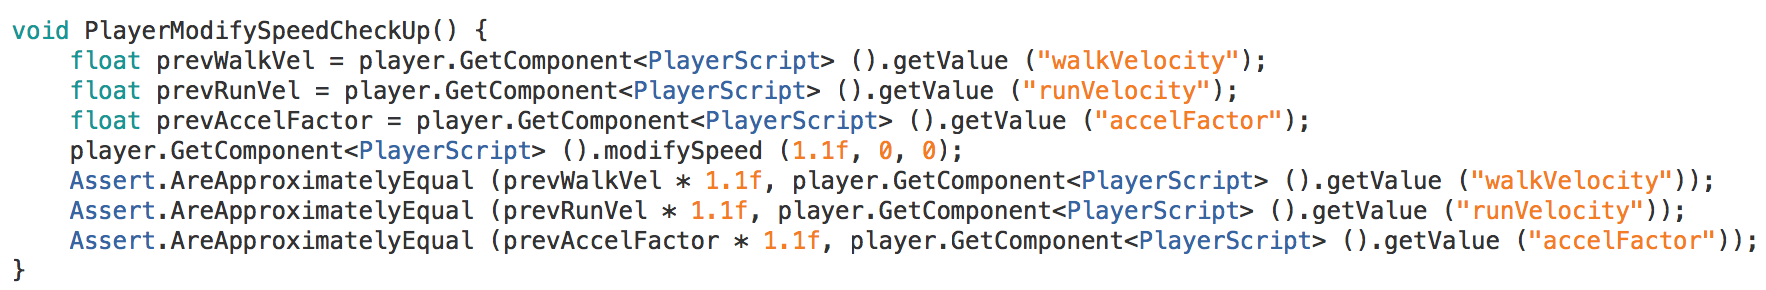 void PlayerModifySpeedCheckUp() {
    float prevWalkVel = player.GetComponent<PlayerScript> ().getValue ("walkVelocity");
    float prevRunVel = player.GetComponent<PlayerScript> ().getValue ("runVelocity");
    float prevAccelFactor = player.GetComponent<PlayerScript> ().getValue ("accelFactor");
    player.GetComponent<PlayerScript> ().modifySpeed (1.1f, 0, 0);
    Assert.AreApproximatelyEqual (prevWalkVel * 1.1f, player.GetComponent<PlayerScript> ().getValue ("walkVelocity"));
    Assert.AreApproximatelyEqual (prevRunVel * 1.1f, player.GetComponent<PlayerScript> ().getValue ("runVelocity"));
    Assert.AreApproximatelyEqual (prevAccelFactor * 1.1f, player.GetComponent<PlayerScript> ().getValue ("accelFactor"));
}